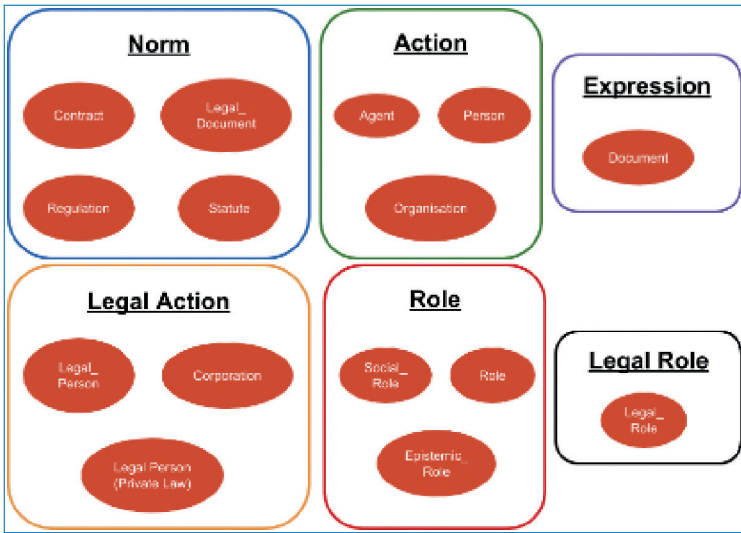 Norm
Contract
Legal_
Document
Regulation
Statute
Action
Agent
Person
Organisation
Expression
Document
Legal Action
Legal_
Person
Corporation
Legal Person
(Private Law)
Role
Social_
Role
Role
Epistemic_
Role
Legal Role
Legal_
Role